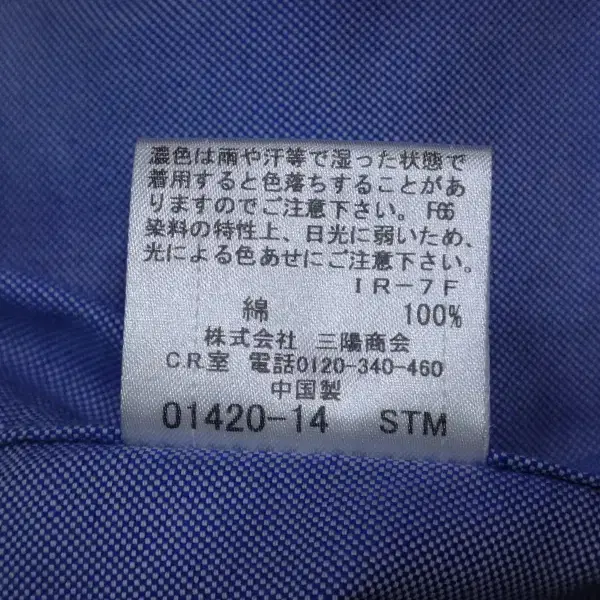 濃色は雨や汗等で湿った状態で
着用すると色落ちすることがあ
りますのでご注意下さい。 F66
染料の特性上、日光に弱いため、
光による色あせにご注意下さい。
IR-7F
綿 100%
株式会社 三陽商会
C.R室 電話0120-340-460
中国製
01420-14 STM